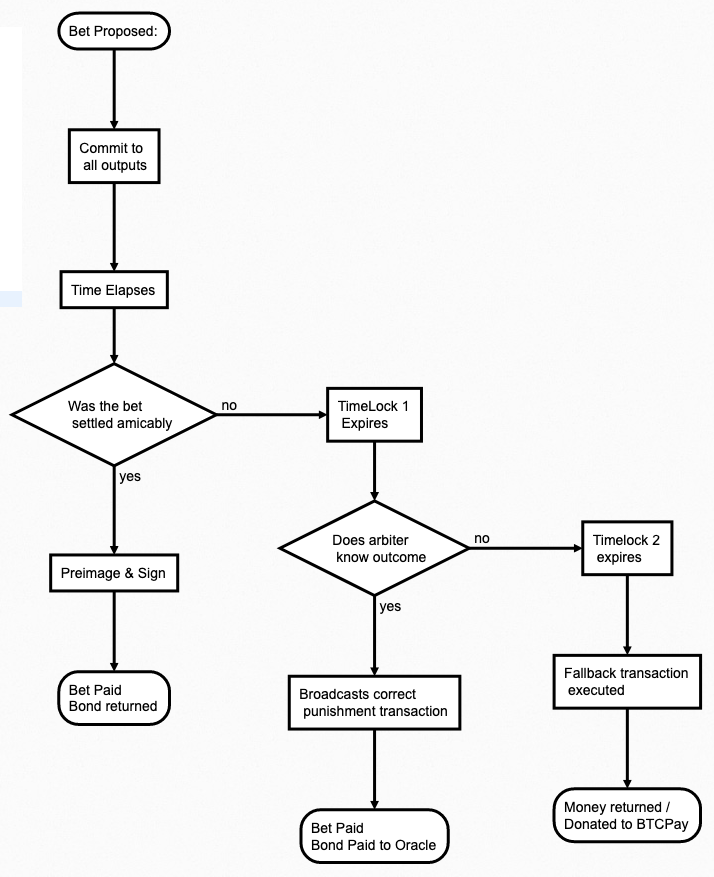 Bet Proposed:
Commit to
all outputs
Time Elapses
Was the bet
settled amicably
no
yes
TimeLock 1
Expires
Does arbiter
know outcome
no
yes
Timelock 2
expires
Preimage & Sign
Bet Paid
Bond returned
Broadcasts correct
punishment transaction
Bet Paid
Bond Paid to Oracle
Fallback transaction
executed
Money returned /
Donated to BTCPay